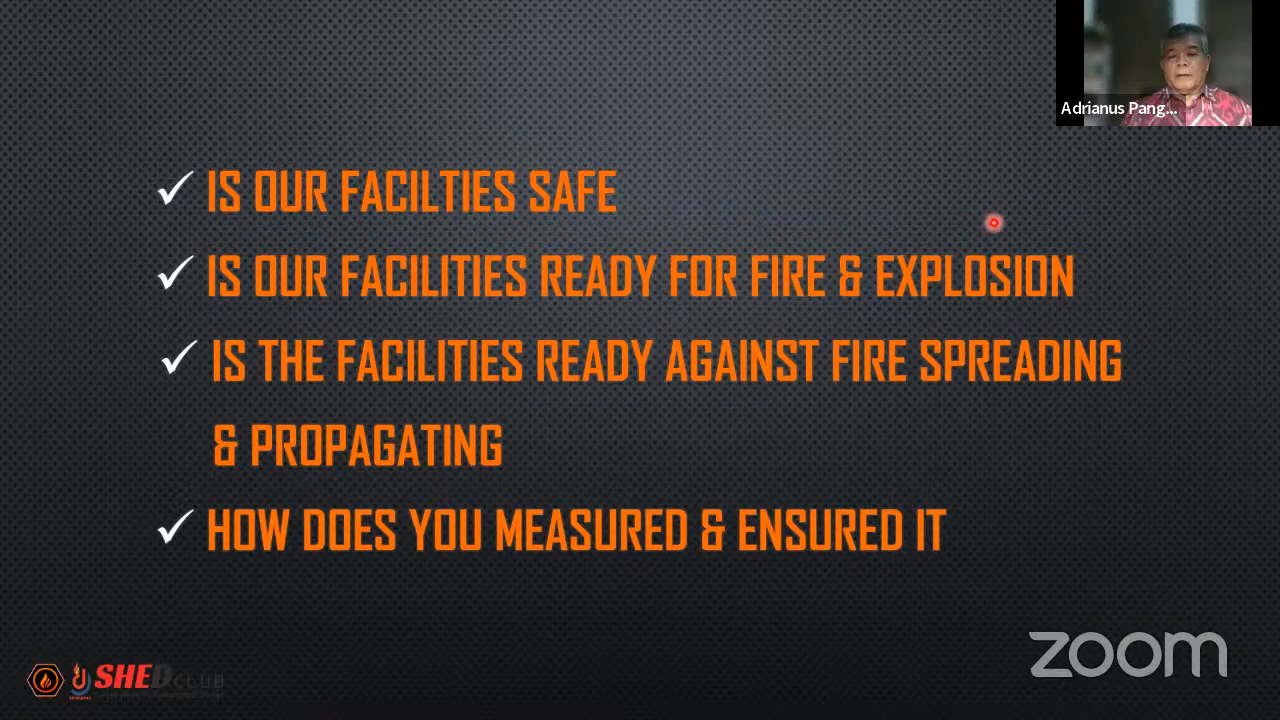 Adrianus Pang...
IS OUR FACILTIES SAFE
IS OUR FACILITIES READY FOR FIRE & EXPLOSION
IS THE FACILITIES READY AGAINST FIRE SPREADING
& PROPAGATING
HOW DOES YOU MEASURED & ENSURED IT
zoom
SHED CLUB